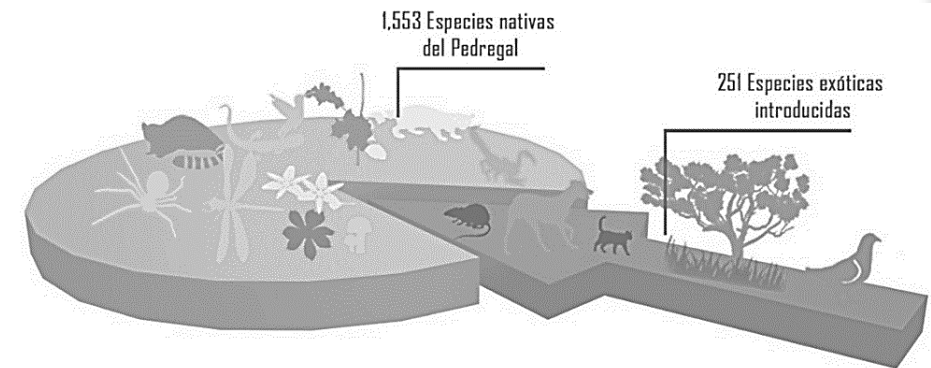 1,553 Especies nativas
del Pedregal
251 Especies exóticas
introducidas